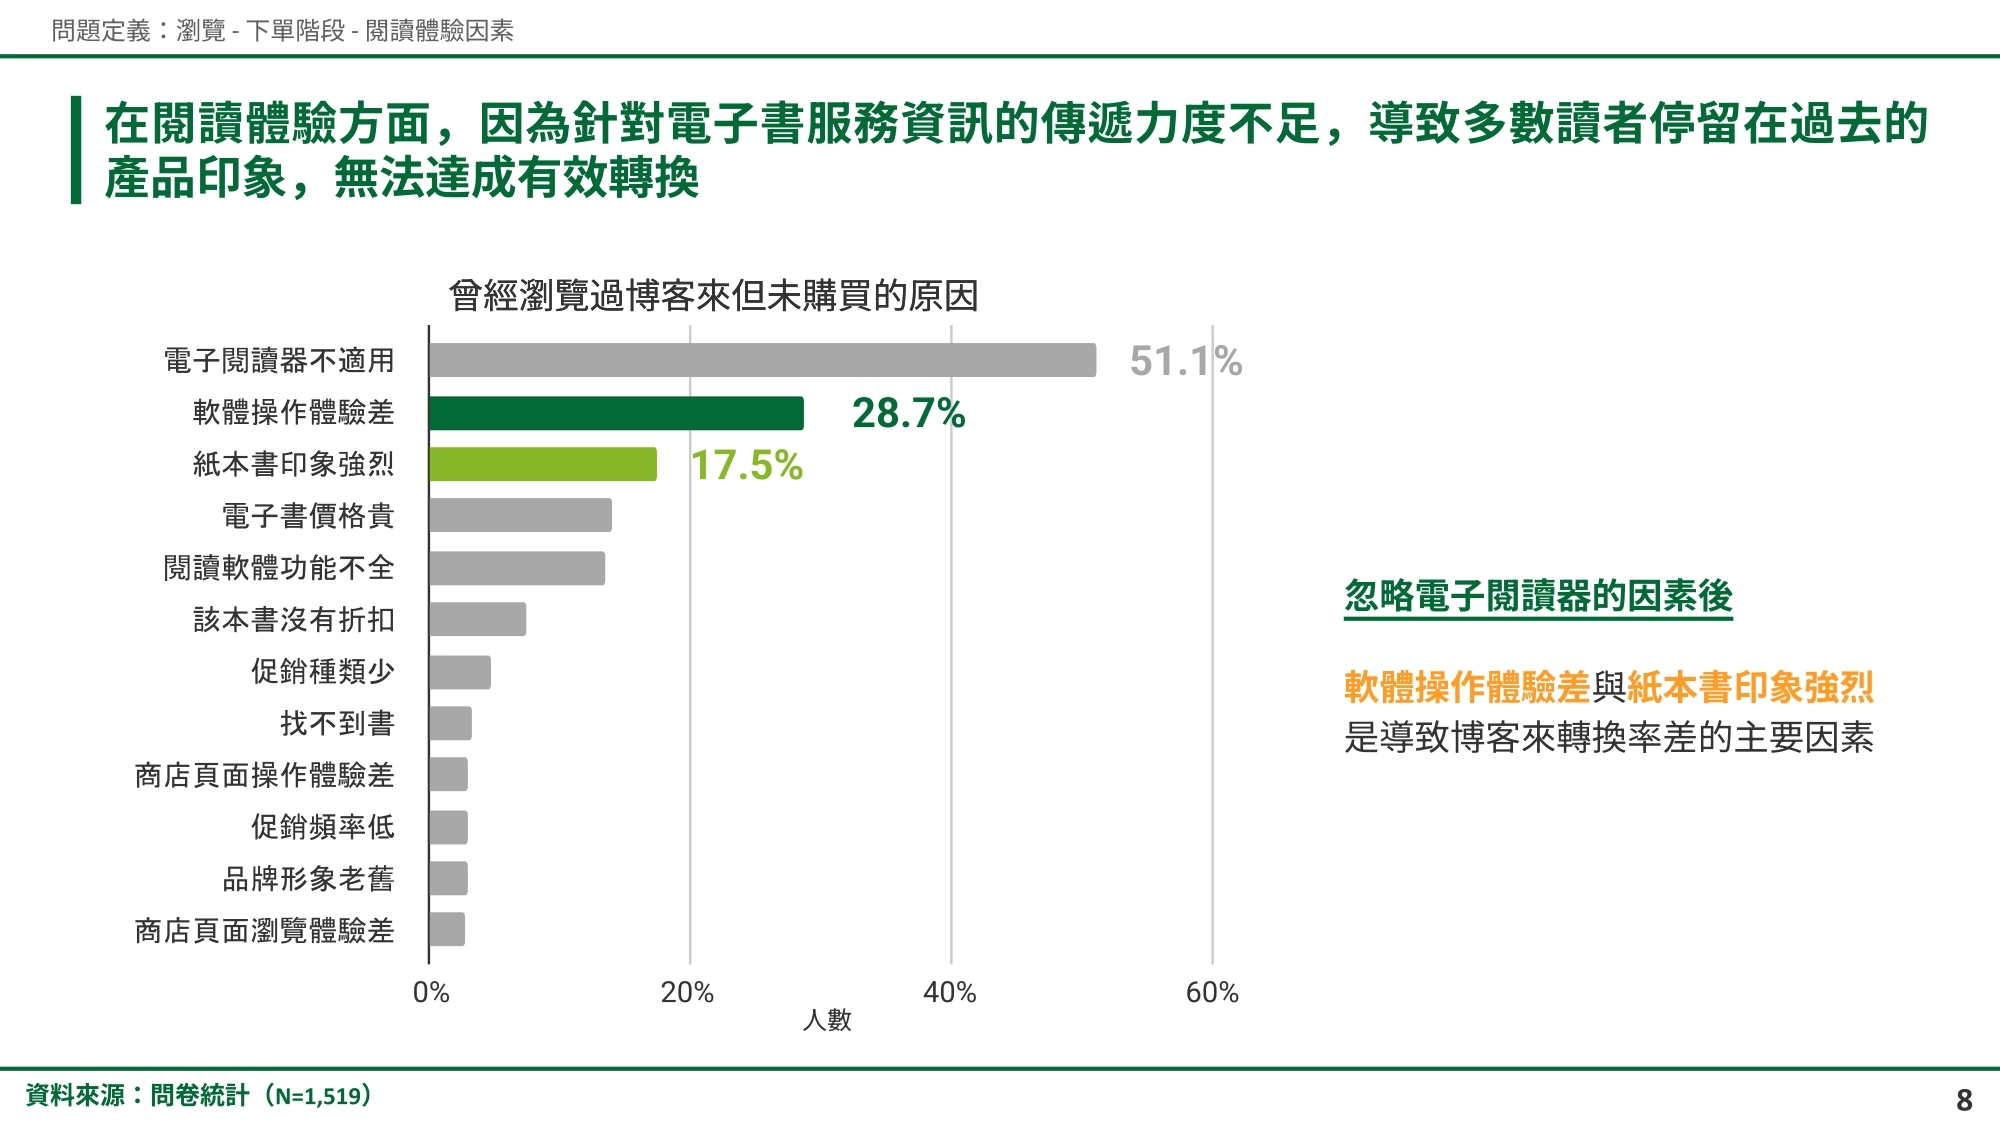 問題定義：瀏覽 - 下單階段 - 閱讀體驗因素
在閱讀體驗方面，因為針對電子書服務資訊的傳遞力度不足，導致多數讀者停留在過去的
產品印象，無法達成有效轉換
曾經瀏覽過博客來但未購買的原因
電子閱讀器不適用 51.1%
軟體操作體驗差 28.7%
紙本書印象強烈 17.5%
電子書價格貴
閱讀軟體功能不全
該本書沒有折扣
促銷種類少
找不到書
商店頁面操作體驗差
促銷頻率低
品牌形象老舊
商店頁面瀏覽體驗差
0% 20% 40% 60%
人數
忽略電子閱讀器的因素後
軟體操作體驗差與紙本書印象強烈
是導致博客來轉換率差的主要因素
資料來源：問卷統計（N=1,519）
8